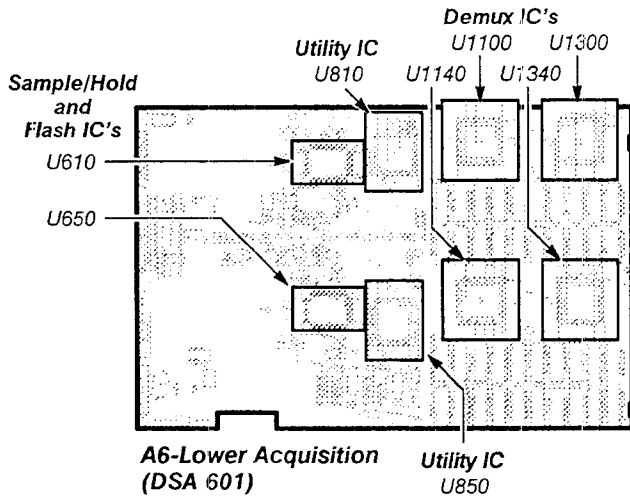 Demux IC's
U1100
U1300
Utility IC
U810
U1140
U1340
Sample/Hold
and
Flash IC's
U610
U650
A6-Lower Acquisition
(DSA 601)
Utility IC
U850